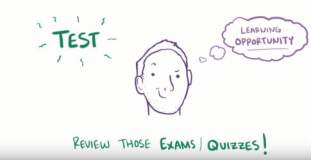 TEST
LEARNING
OPPORTUNITY
REVIEW THOSE EXAMS/QUIZZES!